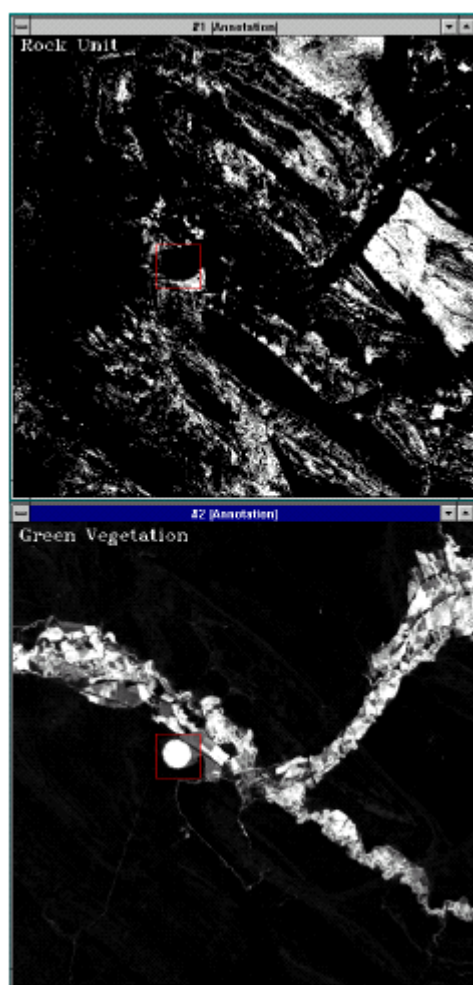 #1 [Annotation]
Rock Unit
#2 [Annotation]
Green Vegetation